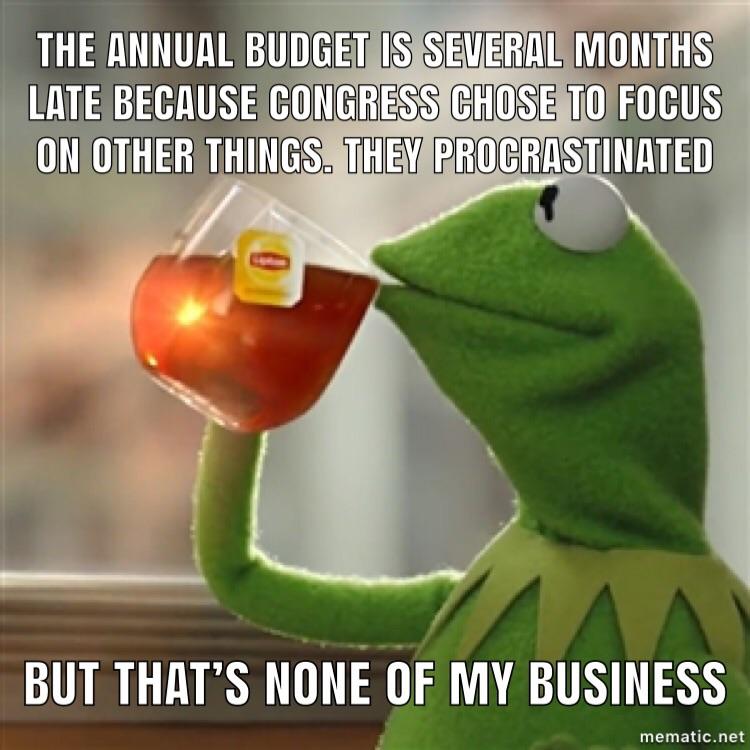 THE ANNUAL BUDGET IS SEVERAL MONTHS
LATE BECAUSE CONGRESS CHOSE TO FOCUS
ON OTHER THINGS. THEY PROCRASTINATED
Lipton
BUT THAT'S NONE OF MY BUSINESS
mematic.net